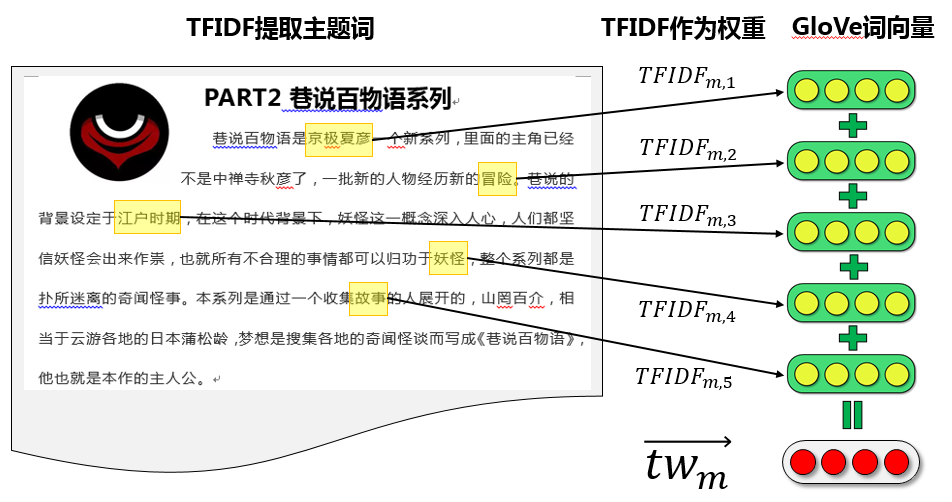 TFIDF提取主题词
TFIDF作为权重
GloVe词向量
PART2 巷说百物语系列
巷说百物语是京极夏彦一个新系列，里面的主角已经
不是中禅寺秋彦了，一批新的人物经历新的冒险。巷说的
背景设定于江户时期，在这个时代背景下，妖怪这一概念深入人心，人们都坚
信妖怪会出来作祟，也就所有不合理的事情都可以归功于妖怪，整个系列都是
扑所迷离的奇闻怪事。本系列是通过一个收集故事的人展开的，山罔百介，相
当于云游各地的日本蒲松龄，梦想是搜集各地的奇闻怪谈而写成《巷说百物语》，
他也就是本作的主人公。
TFIDFm,1
TFIDFm,2
TFIDFm,3
TFIDFm,4
TFIDFm,5
twm